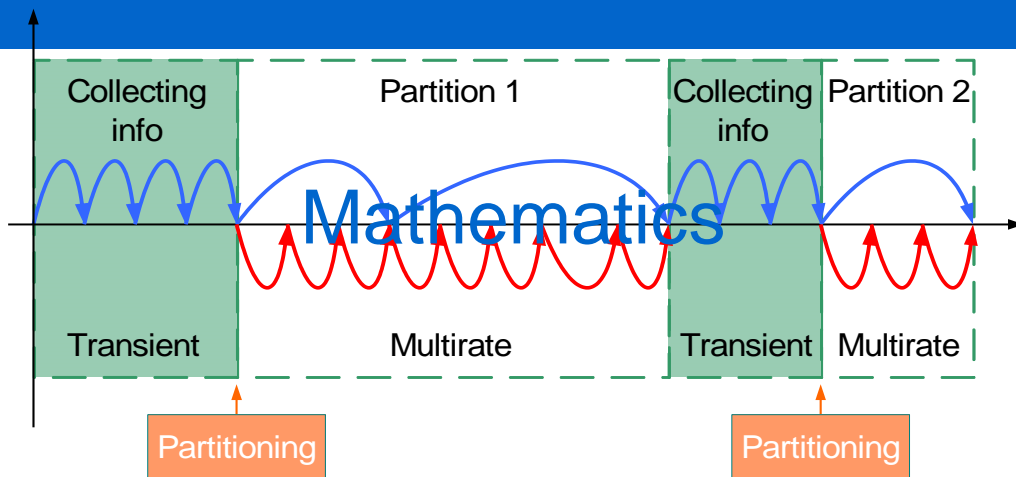 Collecting
info
Partition 1
Collecting
info
Partition 2
Mathematics
Transient
Multirate
Transient
Multirate
Partitioning
Partitioning